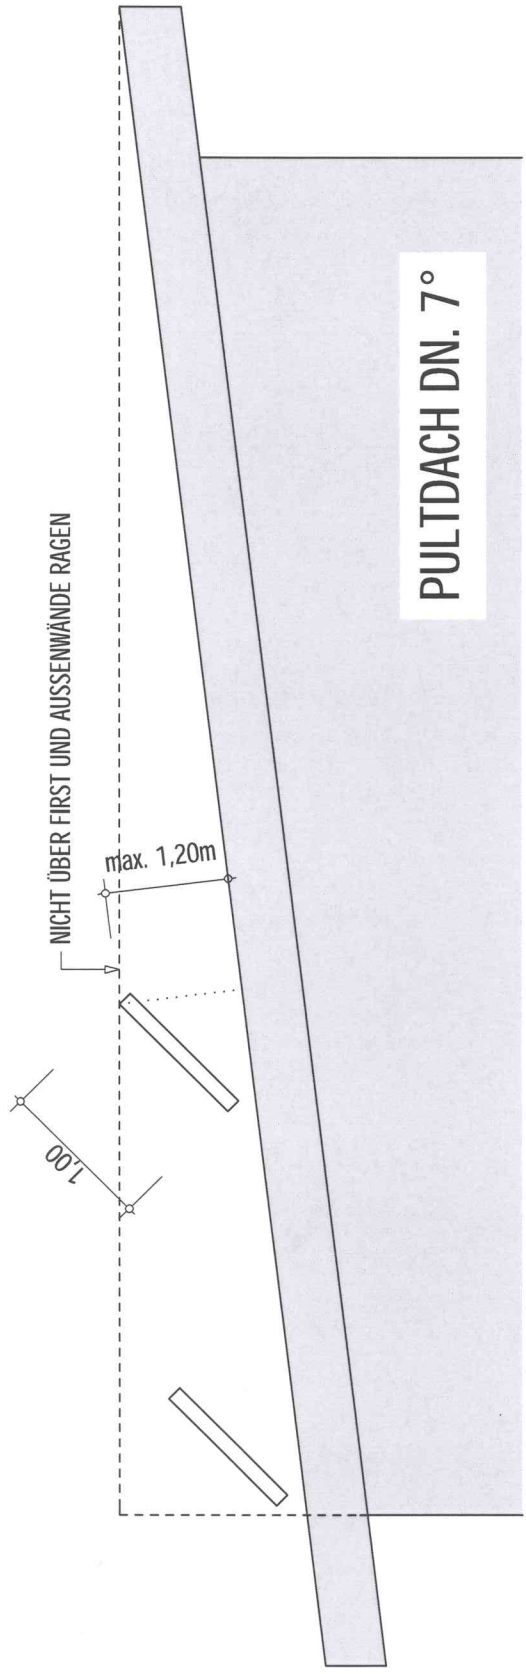 NICHT ÜBER FIRST UND AUSSENWÄNDE RAGEN
max. 1,20m
1,00
PULTDACH DN. 7°